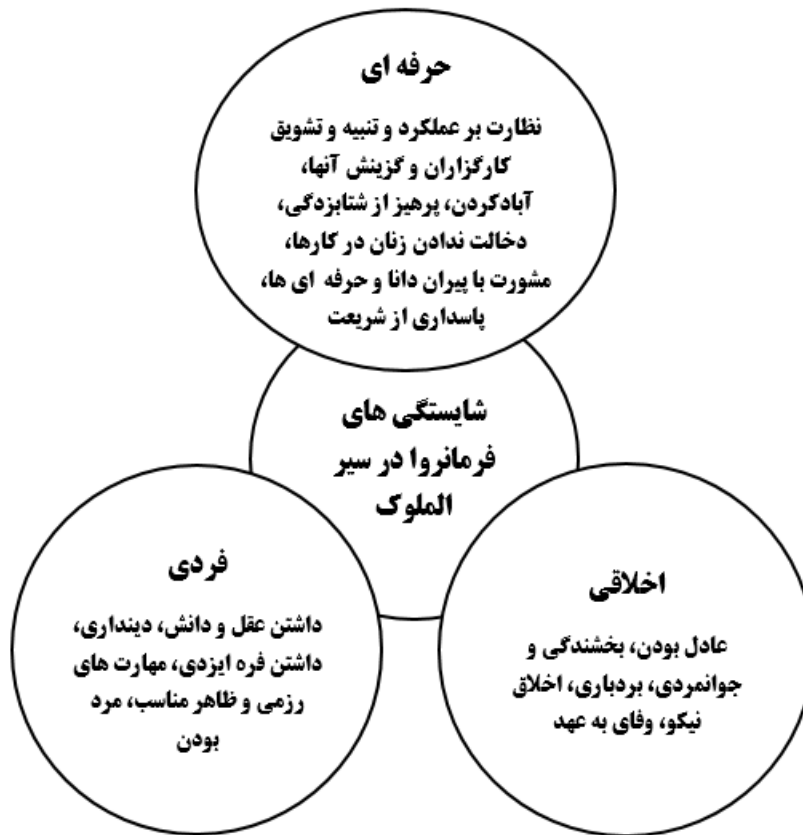 حرفه ای
نظارت بر عملکرد و تنبیه و تشویق
کارگزاران و گزینش آنها،
آبادکردن، پرهیز از شتابزدگی،
دخالت ندادن زنان در کارها،
مشورت با پیران دانا و حرفه ای ها،
پاسداری از شریعت
شایستگی های
فرمانروا در سیر
الملوک
اخلاقی
عادل بودن، بخشندگی و
جوانمردی، بردباری، اخلاق
نیکو، وفای به عهد
فردی
داشتن عقل و دانش، دینداری،
داشتن فره ایزدی، مهارت های
رزمی و ظاهر مناسب، مرد
بودن